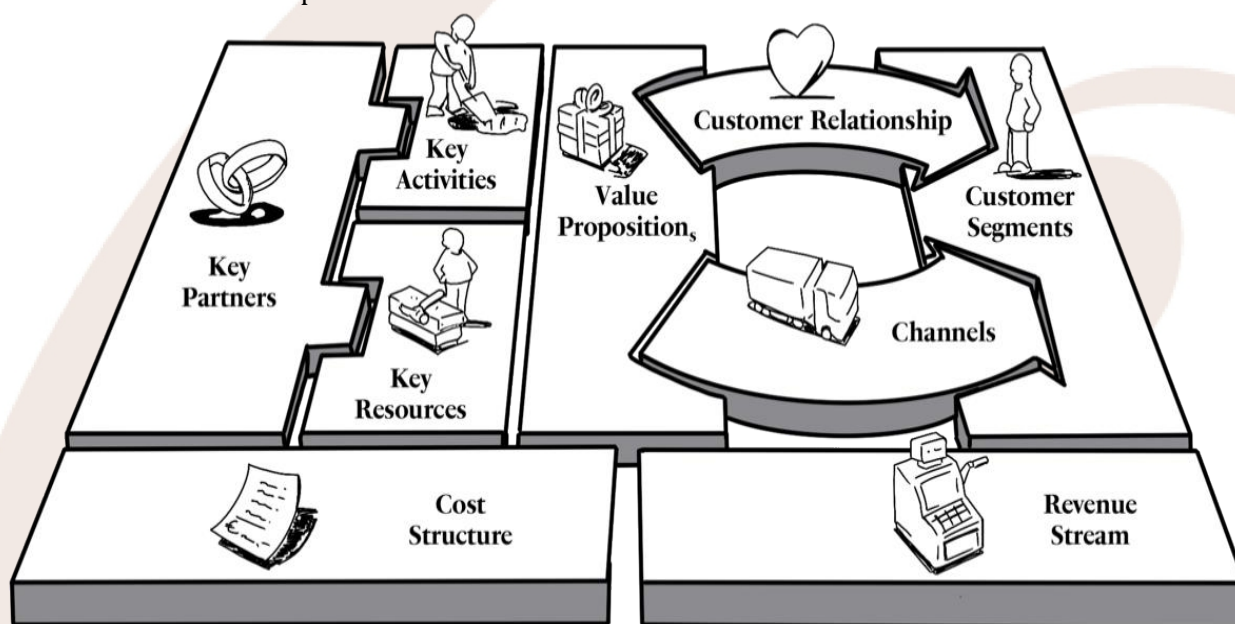 Key
Partners
Key
Activities
Key
Resources
Value
Propositions
Customer Relationship
Channels
Customer
Segments
Cost
Structure
Revenue
Stream